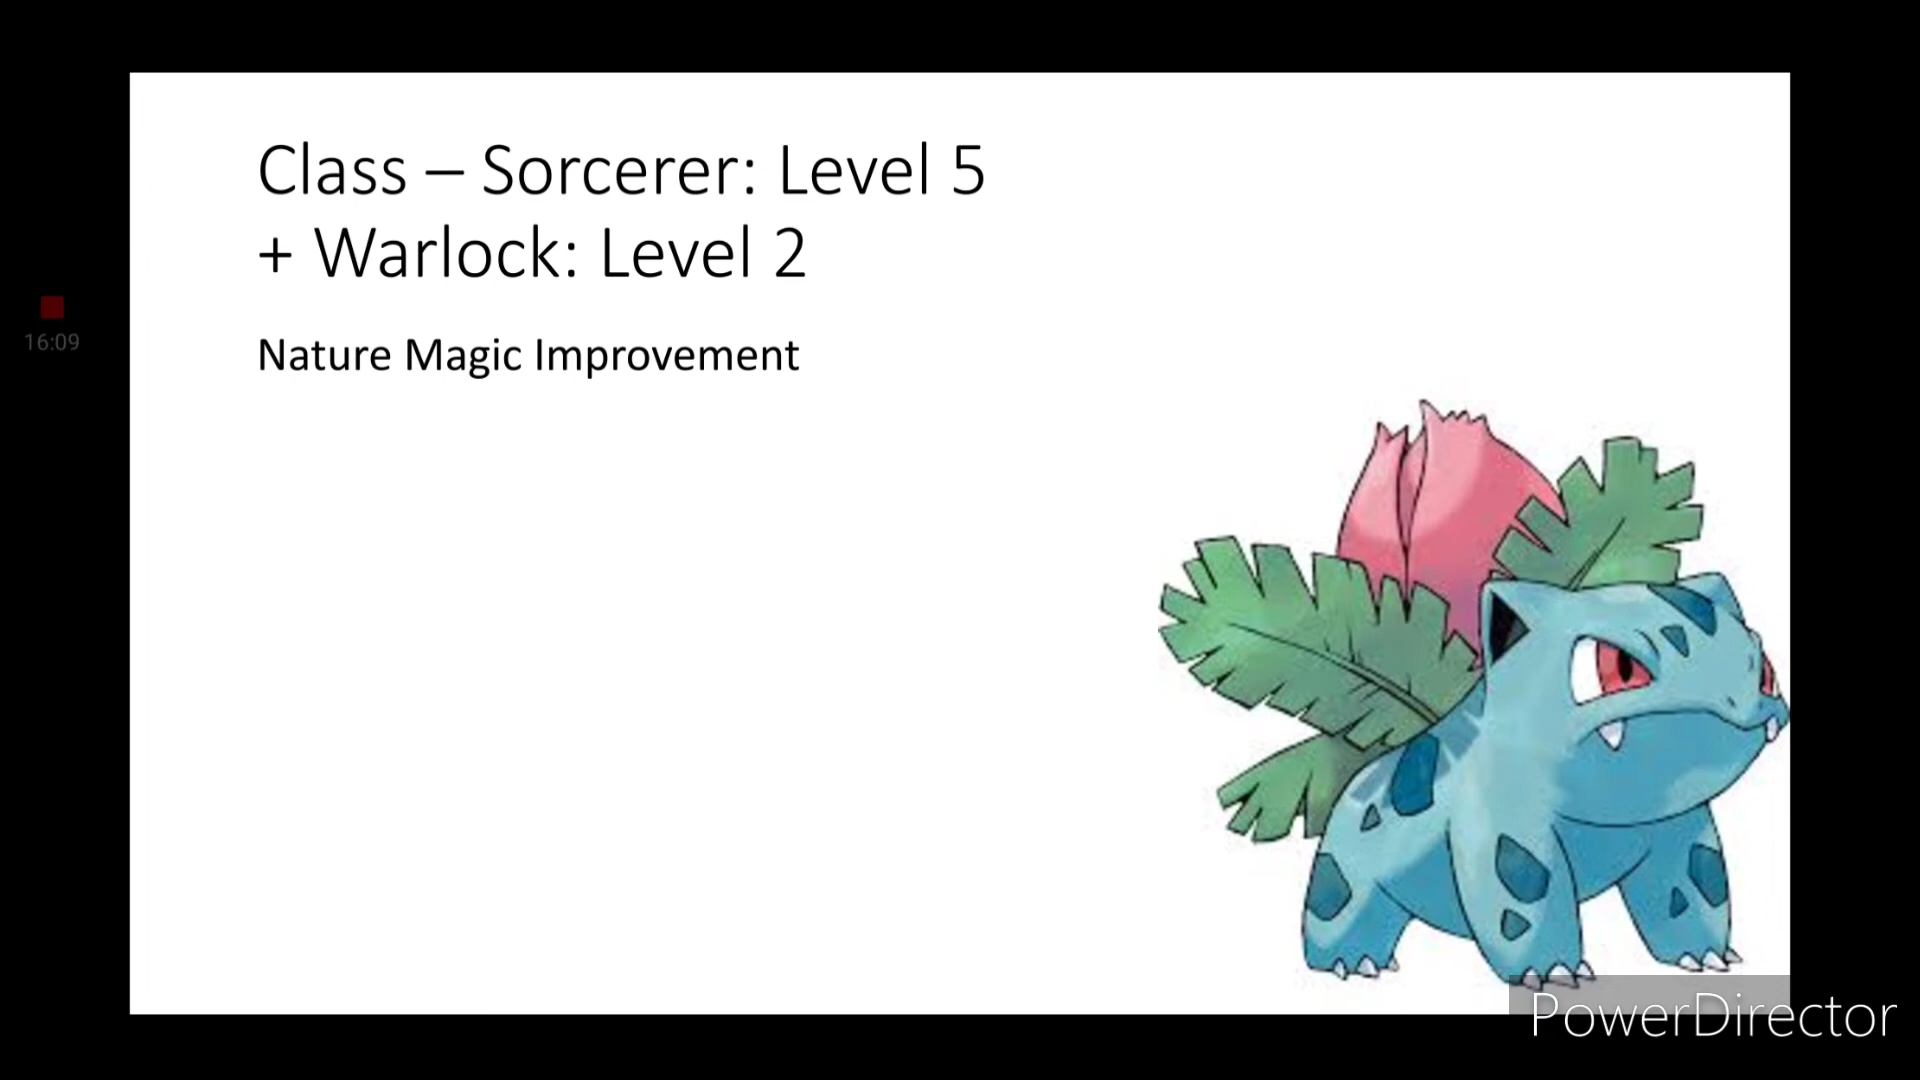 Class – Sorcerer: Level 5
+ Warlock: Level 2
16:09
Nature Magic Improvement
PowerDirector